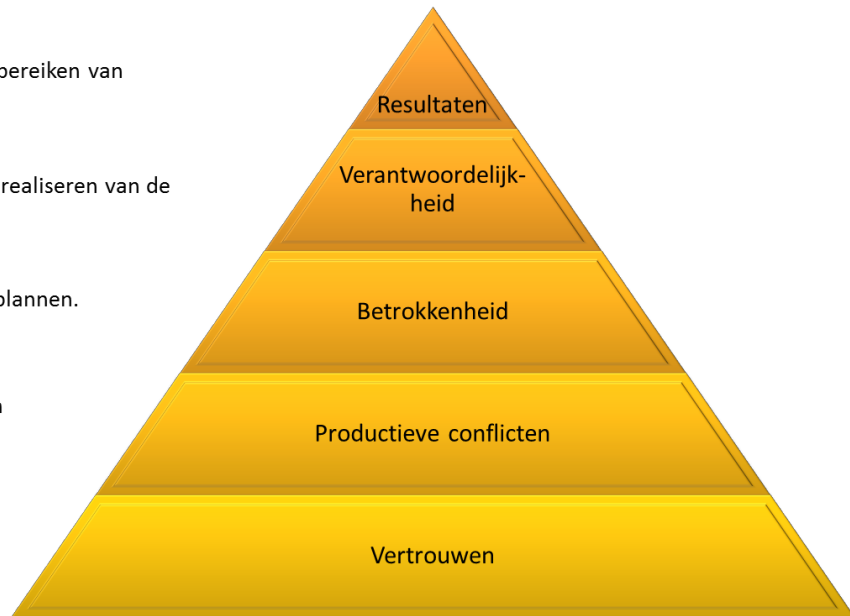 bereiken van
Resultaten
Verantwoordelijk-
heid
realiseren van de
Betrokkenheid
plannen.
Productieve conflicten
Vertrouwen